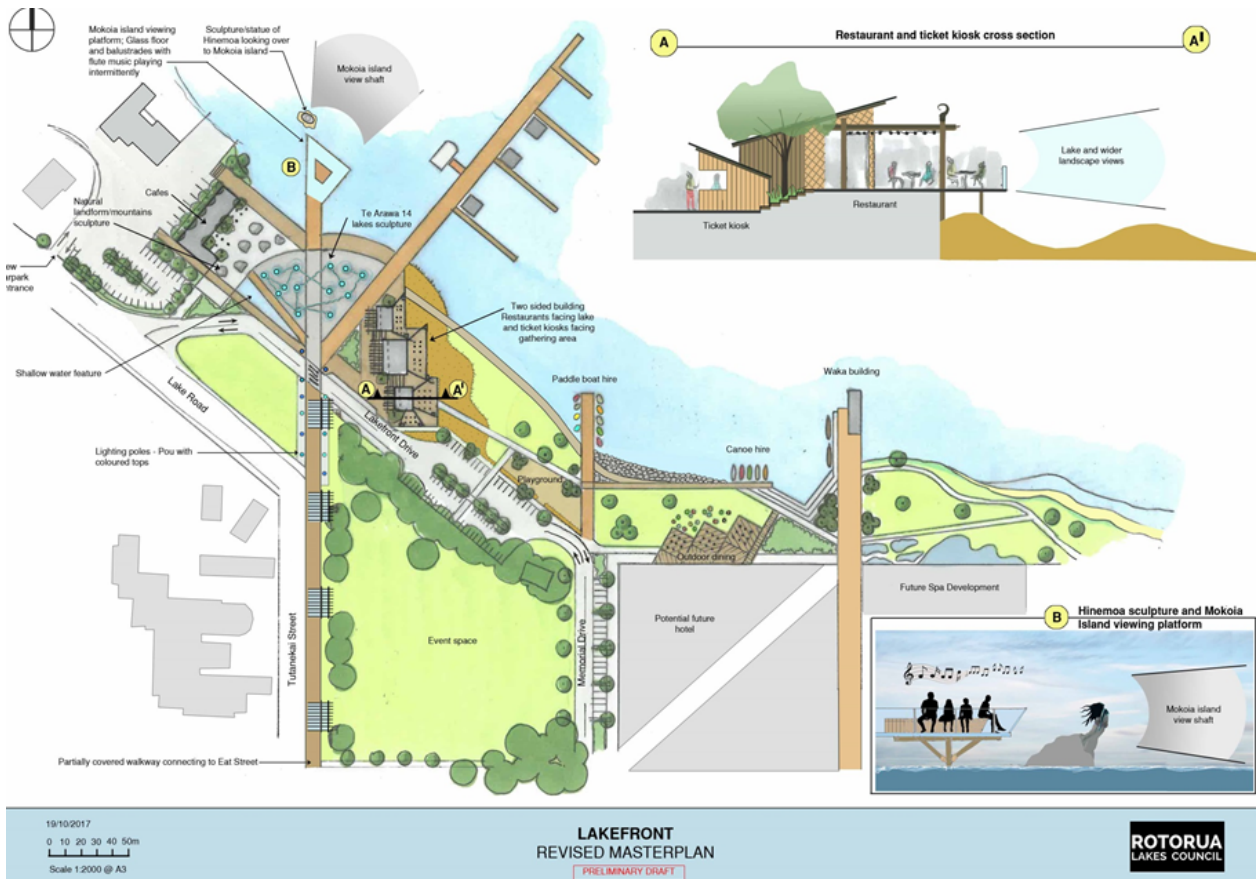 Mokoia island viewing
platform; Glass floor
and balustrades with
flute music playing
intermittently
Sculpture/statue of
Hinemoa looking over
to Mokoia island
Mokoia island
view shaft
B
Cafes
Natural
landform/mountains
sculpture
Te Arawa 14
lakes sculpture
ew
arpark
ntrance
Two sided building
Restaurants facing lake
and ticket kiosks facing
gathering area
Shallow water feature
Lake Road
A
A'
Lakefront Drive
Paddle boat hire
Waka building
Lighting poles - Pou with
coloured tops
Canoe hire
Playground
Outdoor dining
Future Spa Development
Potential future
hotel
Event space
Tutanekai Street
Memorial Drive
Partially covered walkway connecting to Eat Street
A
Restaurant and ticket kiosk cross section
A'
Lake and wider
landscape views
Restaurant
Ticket kiosk
B
Hinemoa sculpture and Mokoia
Island viewing platform
Mokoia island
view shaft
19/10/2017
0 10 20 30 40 50m
Scale 1:2000 @ A3
LAKEFRONT
REVISED MASTERPLAN
PRELIMINARY DRAFT
ROTORUA
LAKES COUNCIL